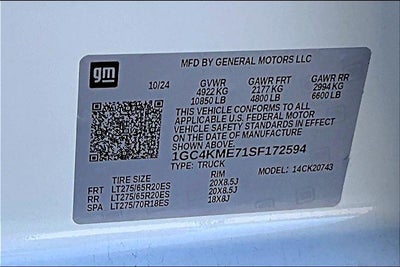 gm
MFD BY GENERAL MOTORS LLC
10/24 GVWR GAWR FRT GAWR RR
4922 KG 2177 KG 2994 KG
10850 LB 4800 LB 6600 LB
THIS VEHICLE CONFORMS TO ALL
APPLICABLE U.S. FEDERAL MOTOR
VEHICLE SAFETY STANDARDS IN EFFECT
ON THE DATE OF MANUFACTURE
SHOWN ABOVE.
1GC4KME71SF172594
TYPE: TRUCK MODEL: 14CK20743
TIRE SIZE RIM
FRT LT275/65R20ES 20X8.5J
RR LT275/65R20ES 20X8.5J
SPA LT275/70R18ES 18X8J